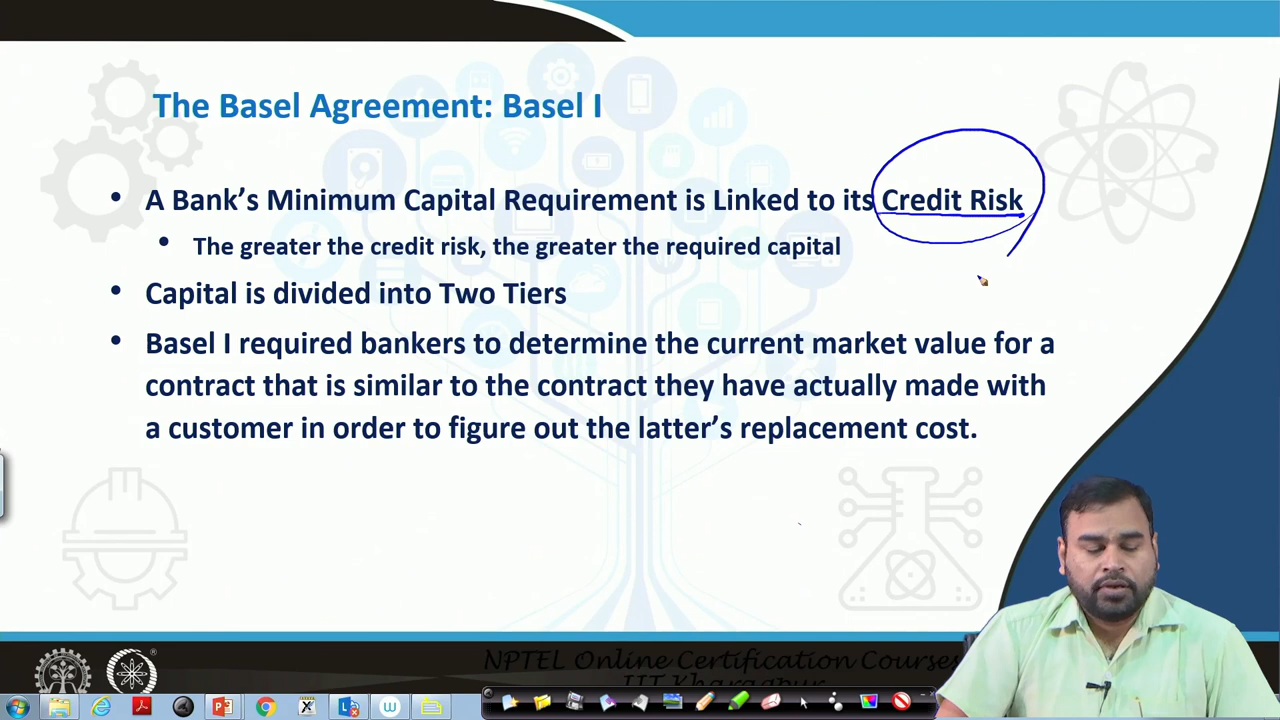 The Basel Agreement: Basel I
• A Bank's Minimum Capital Requirement is Linked to its Credit Risk
• The greater the credit risk, the greater the required capital
• Capital is divided into Two Tiers
• Basel I required bankers to determine the current market value for a
contract that is similar to the contract they have actually made with
a customer in order to figure out the latter's replacement cost.
NPTEL Online Certification Courses
IIT Kharagpur